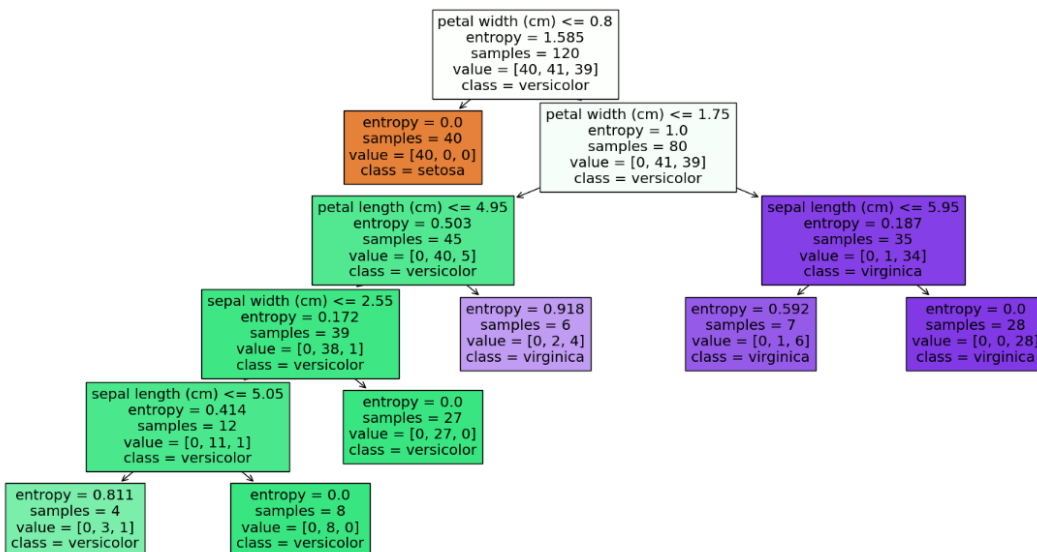 petal width (cm) <= 0.8
entropy = 1.585
samples = 120
value = [40, 41, 39]
class = versicolor
entropy = 0.0
samples = 40
value = [40, 0, 0]
class = setosa
petal width (cm) <= 1.75
entropy = 1.0
samples = 80
value = [0, 41, 39]
class = versicolor
petal length (cm) <= 4.95
entropy = 0.503
samples = 45
value = [0, 40, 5]
class = versicolor
sepal length (cm) <= 5.95
entropy = 0.187
samples = 35
value = [0, 1, 34]
class = virginica
sepal width (cm) <= 2.55
entropy = 0.172
samples = 39
value = [0, 38, 1]
class = versicolor
entropy = 0.918
samples = 6
value = [0, 2, 4]
class = virginica
entropy = 0.592
samples = 7
value = [0, 1, 6]
class = virginica
entropy = 0.0
samples = 28
value = [0, 0, 28]
class = virginica
sepal length (cm) <= 5.05
entropy = 0.414
samples = 12
value = [0, 11, 1]
class = versicolor
entropy = 0.0
samples = 27
value = [0, 27, 0]
class = versicolor
entropy = 0.811
samples = 4
value = [0, 3, 1]
class = versicolor
entropy = 0.0
samples = 8
value = [0, 8, 0]
class = versicolor